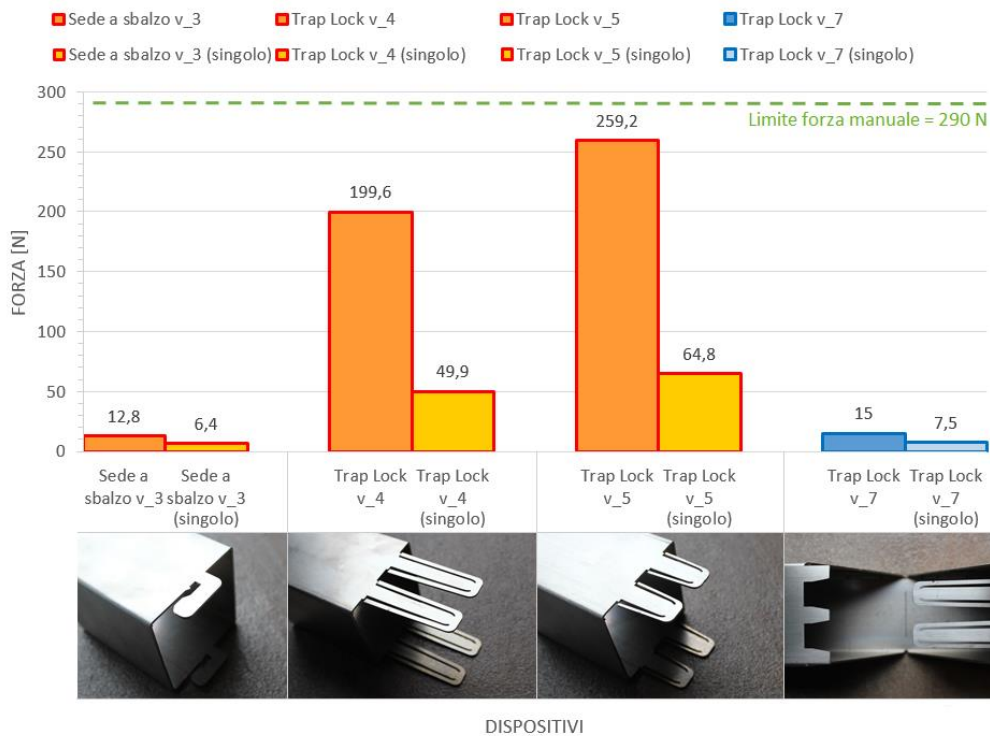 Sede a sbalzo v_3 Trap Lock v_4 Trap Lock v_5 Trap Lock v_7
Sede a sbalzo v_3 (singolo) Trap Lock v_4 (singolo) Trap Lock v_5 (singolo) Trap Lock v_7 (singolo)
300
Limite forza manuale = 290 N
259,2
250
199,6
200
FORZA [N]
150
100
64,8
49,9
50
12,8
6,4
15
7,5
0
Sede a Sede a Trap Lock Trap Lock Trap Lock Trap Lock Trap Lock Trap Lock
sbalzo v_3 sbalzo v_3 v_4 v_4 v_5 v_5 v_7 v_7
(singolo) (singolo) (singolo) (singolo)
DISPOSITIVI